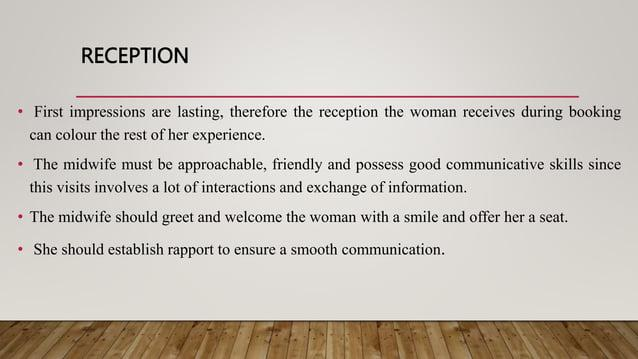 RECEPTION
• First impressions are lasting, therefore the reception the woman receives during booking
can colour the rest of her experience.
• The midwife must be approachable, friendly and possess good communicative skills since
this visits involves a lot of interactions and exchange of information.
• The midwife should greet and welcome the woman with a smile and offer her a seat.
• She should establish rapport to ensure a smooth communication.